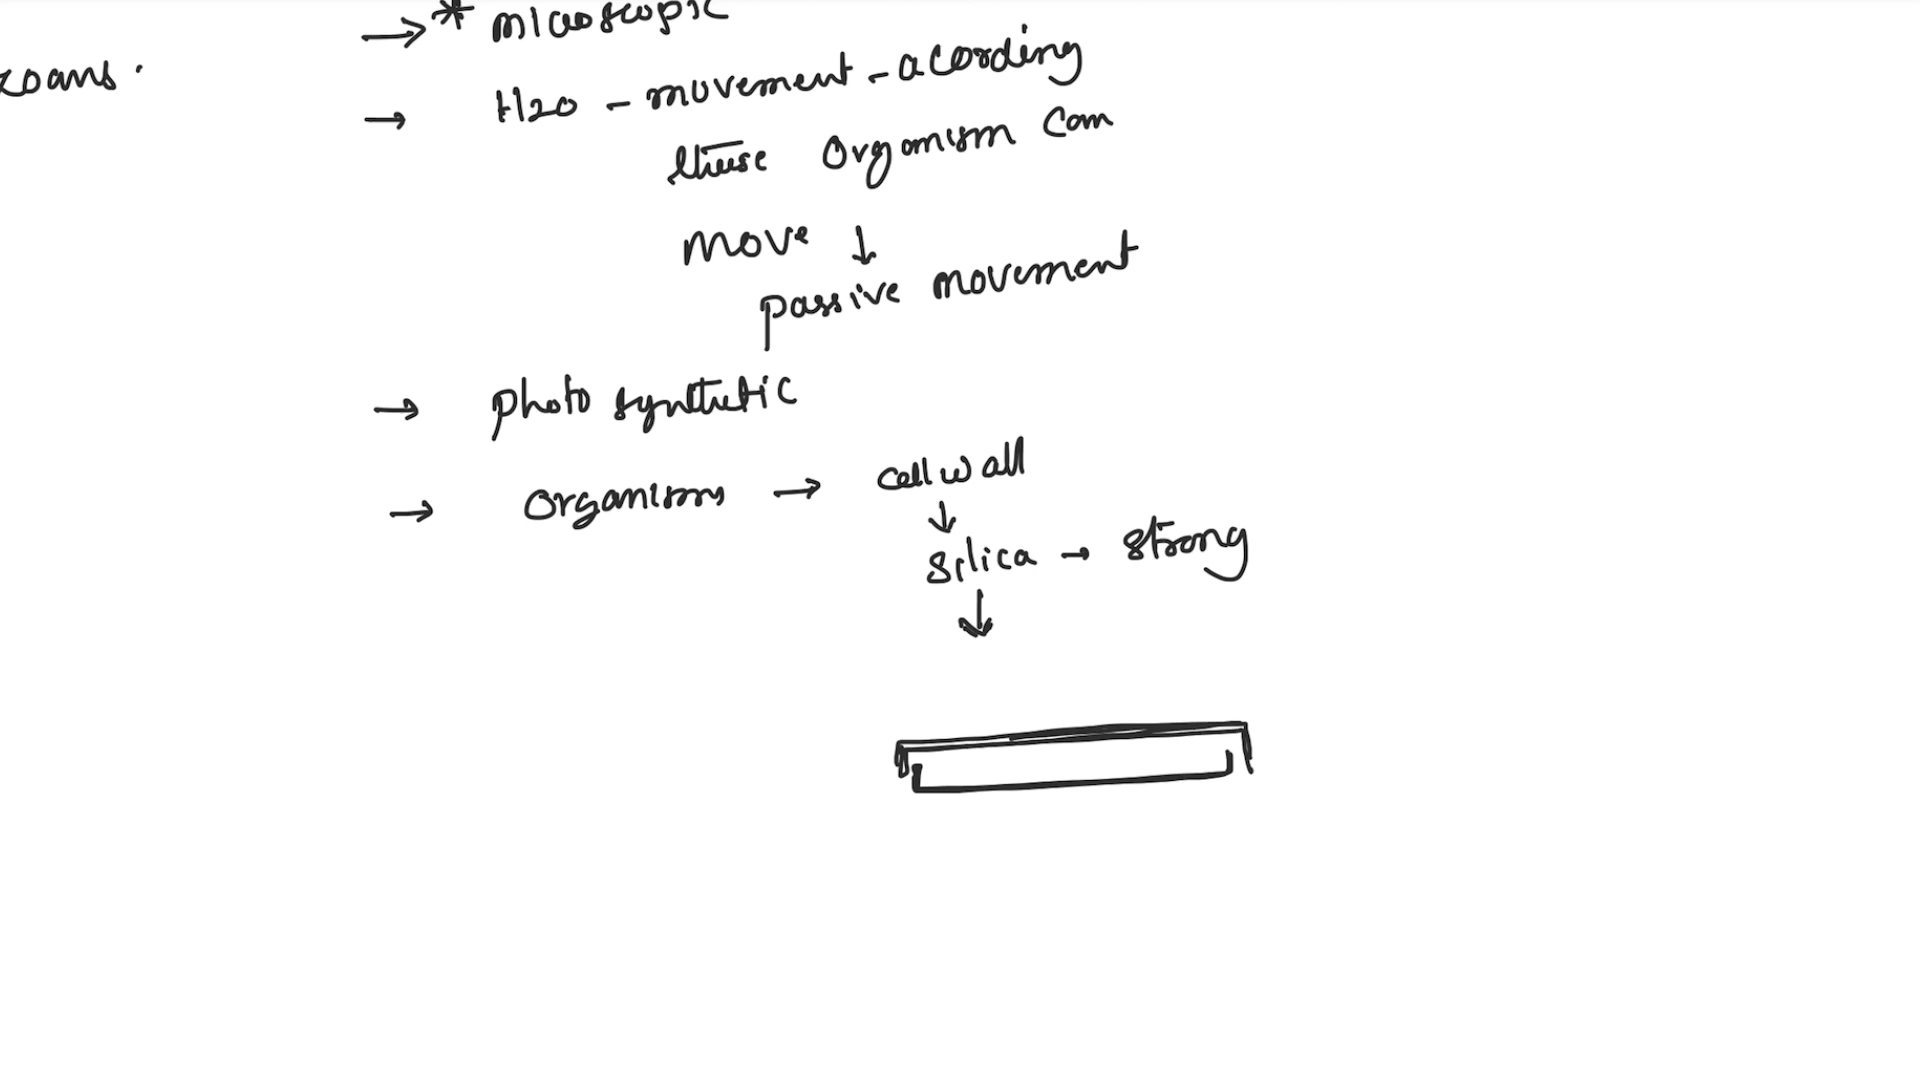 →* microscopic
zoans.
→ H2O - movement - acording
these Organism Can
move ↓
passive movement
→ photo synthetic
→ Organisms → cell wall
↓
Silica → strong
↓